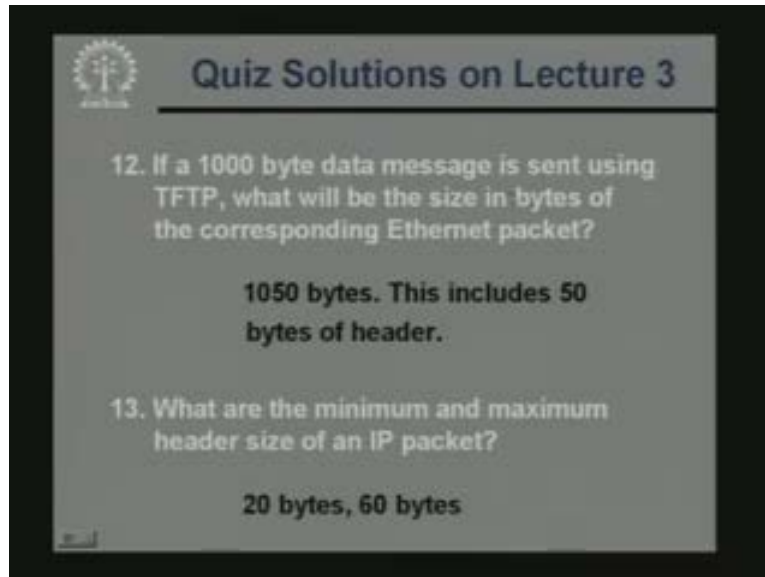 Quiz Solutions on Lecture 3
12. If a 1000 byte data message is sent using
TFTP, what will be the size in bytes of
the corresponding Ethernet packet?
1050 bytes. This includes 50
bytes of header.
13. What are the minimum and maximum
header size of an IP packet?
20 bytes, 60 bytes